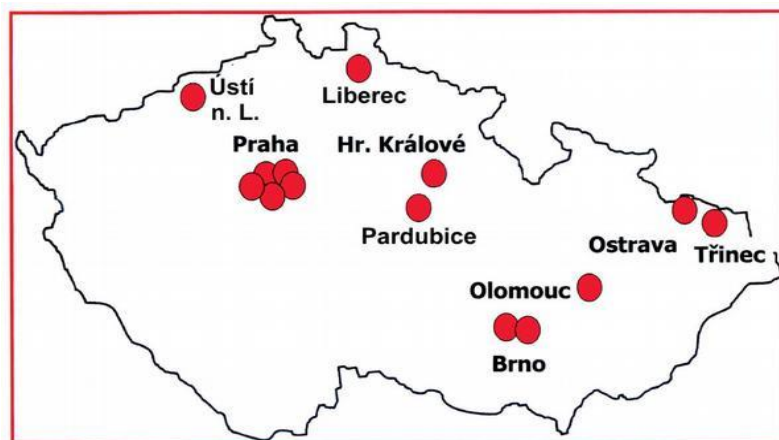 Ústí
n. L.
Liberec
Praha
Hr. Králové
Pardubice
Ostrava
Třinec
Olomouc
Brno